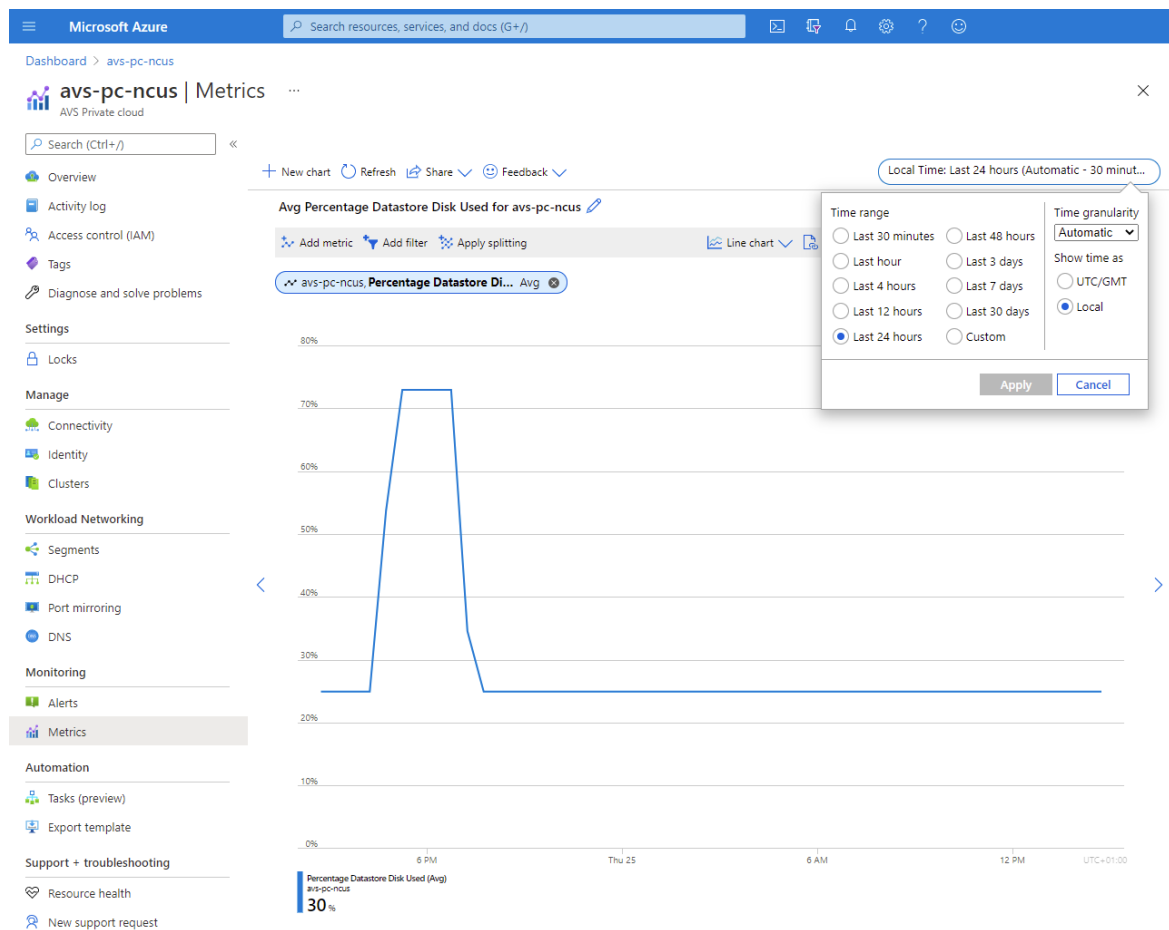 Microsoft Azure
Search resources, services, and docs (G+/)
Dashboard > avs-pc-ncus
avs-pc-ncus | Metrics ...
AVS Private cloud
Search (Ctrl+/)
Overview
Activity log
Access control (IAM)
Tags
Diagnose and solve problems
Settings
Locks
Manage
Connectivity
Identity
Clusters
Workload Networking
Segments
DHCP
Port mirroring
DNS
Monitoring
Alerts
Metrics
Automation
Tasks (preview)
Export template
Support + troubleshooting
Resource health
New support request
New chart Refresh Share Feedback
Local Time: Last 24 hours (Automatic - 30 minut...
Avg Percentage Datastore Disk Used for avs-pc-ncus
Add metric Add filter Apply splitting Line chart
avs-pc-ncus, Percentage Datastore Di... Avg
Time range
Last 30 minutes Last 48 hours
Last hour Last 3 days
Last 4 hours Last 7 days
Last 12 hours Last 30 days
Last 24 hours Custom
Time granularity
Automatic
Show time as
UTC/GMT
Local
Apply Cancel
80%
70%
60%
50%
40%
30%
20%
10%
0%
6 PM Thu 25 6 AM 12 PM UTC+01:00
Percentage Datastore Disk Used (Avg)
avs-pc-ncus
30 %